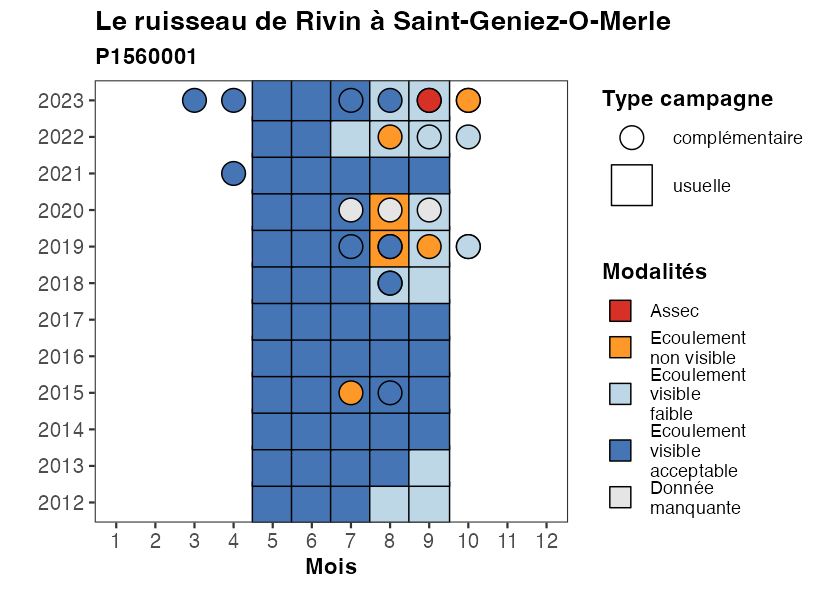 Le ruisseau de Rivin à Saint-Geniez-O-Merle
P1560001
2023
2022
2021
2020
2019
2018
2017
2016
2015
2014
2013
2012
1 2 3 4 5 6 7 8 9 10 11 12
Mois
Type campagne
complémentaire
usuelle
Modalités
Assec
Ecoulement
non visible
Ecoulement
visible
faible
Ecoulement
visible
acceptable
Donnée
manquante